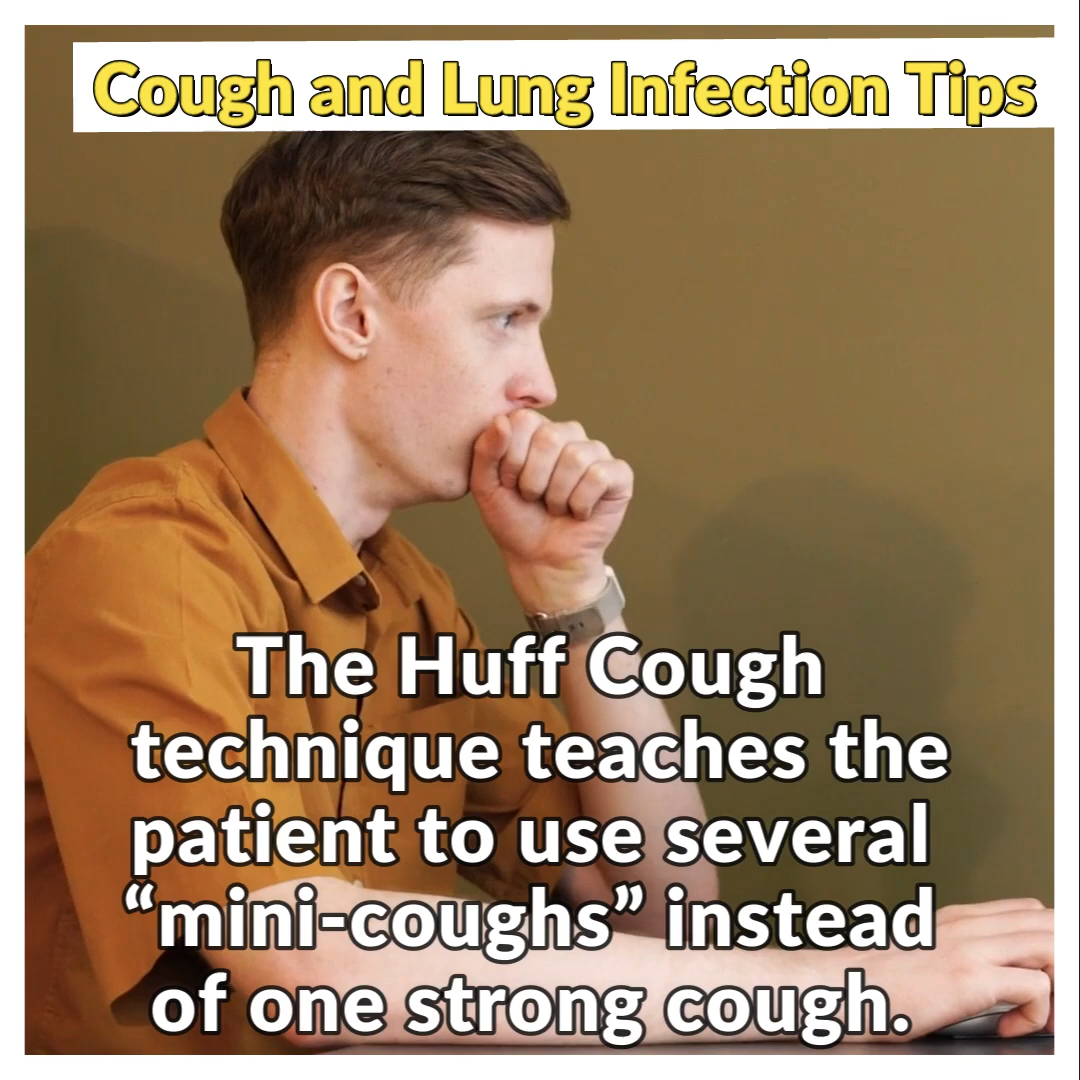 Cough and Lung Infection Tips
The Huff Cough
technique teaches the
patient to use several
“mini-coughs” instead
of one strong cough.